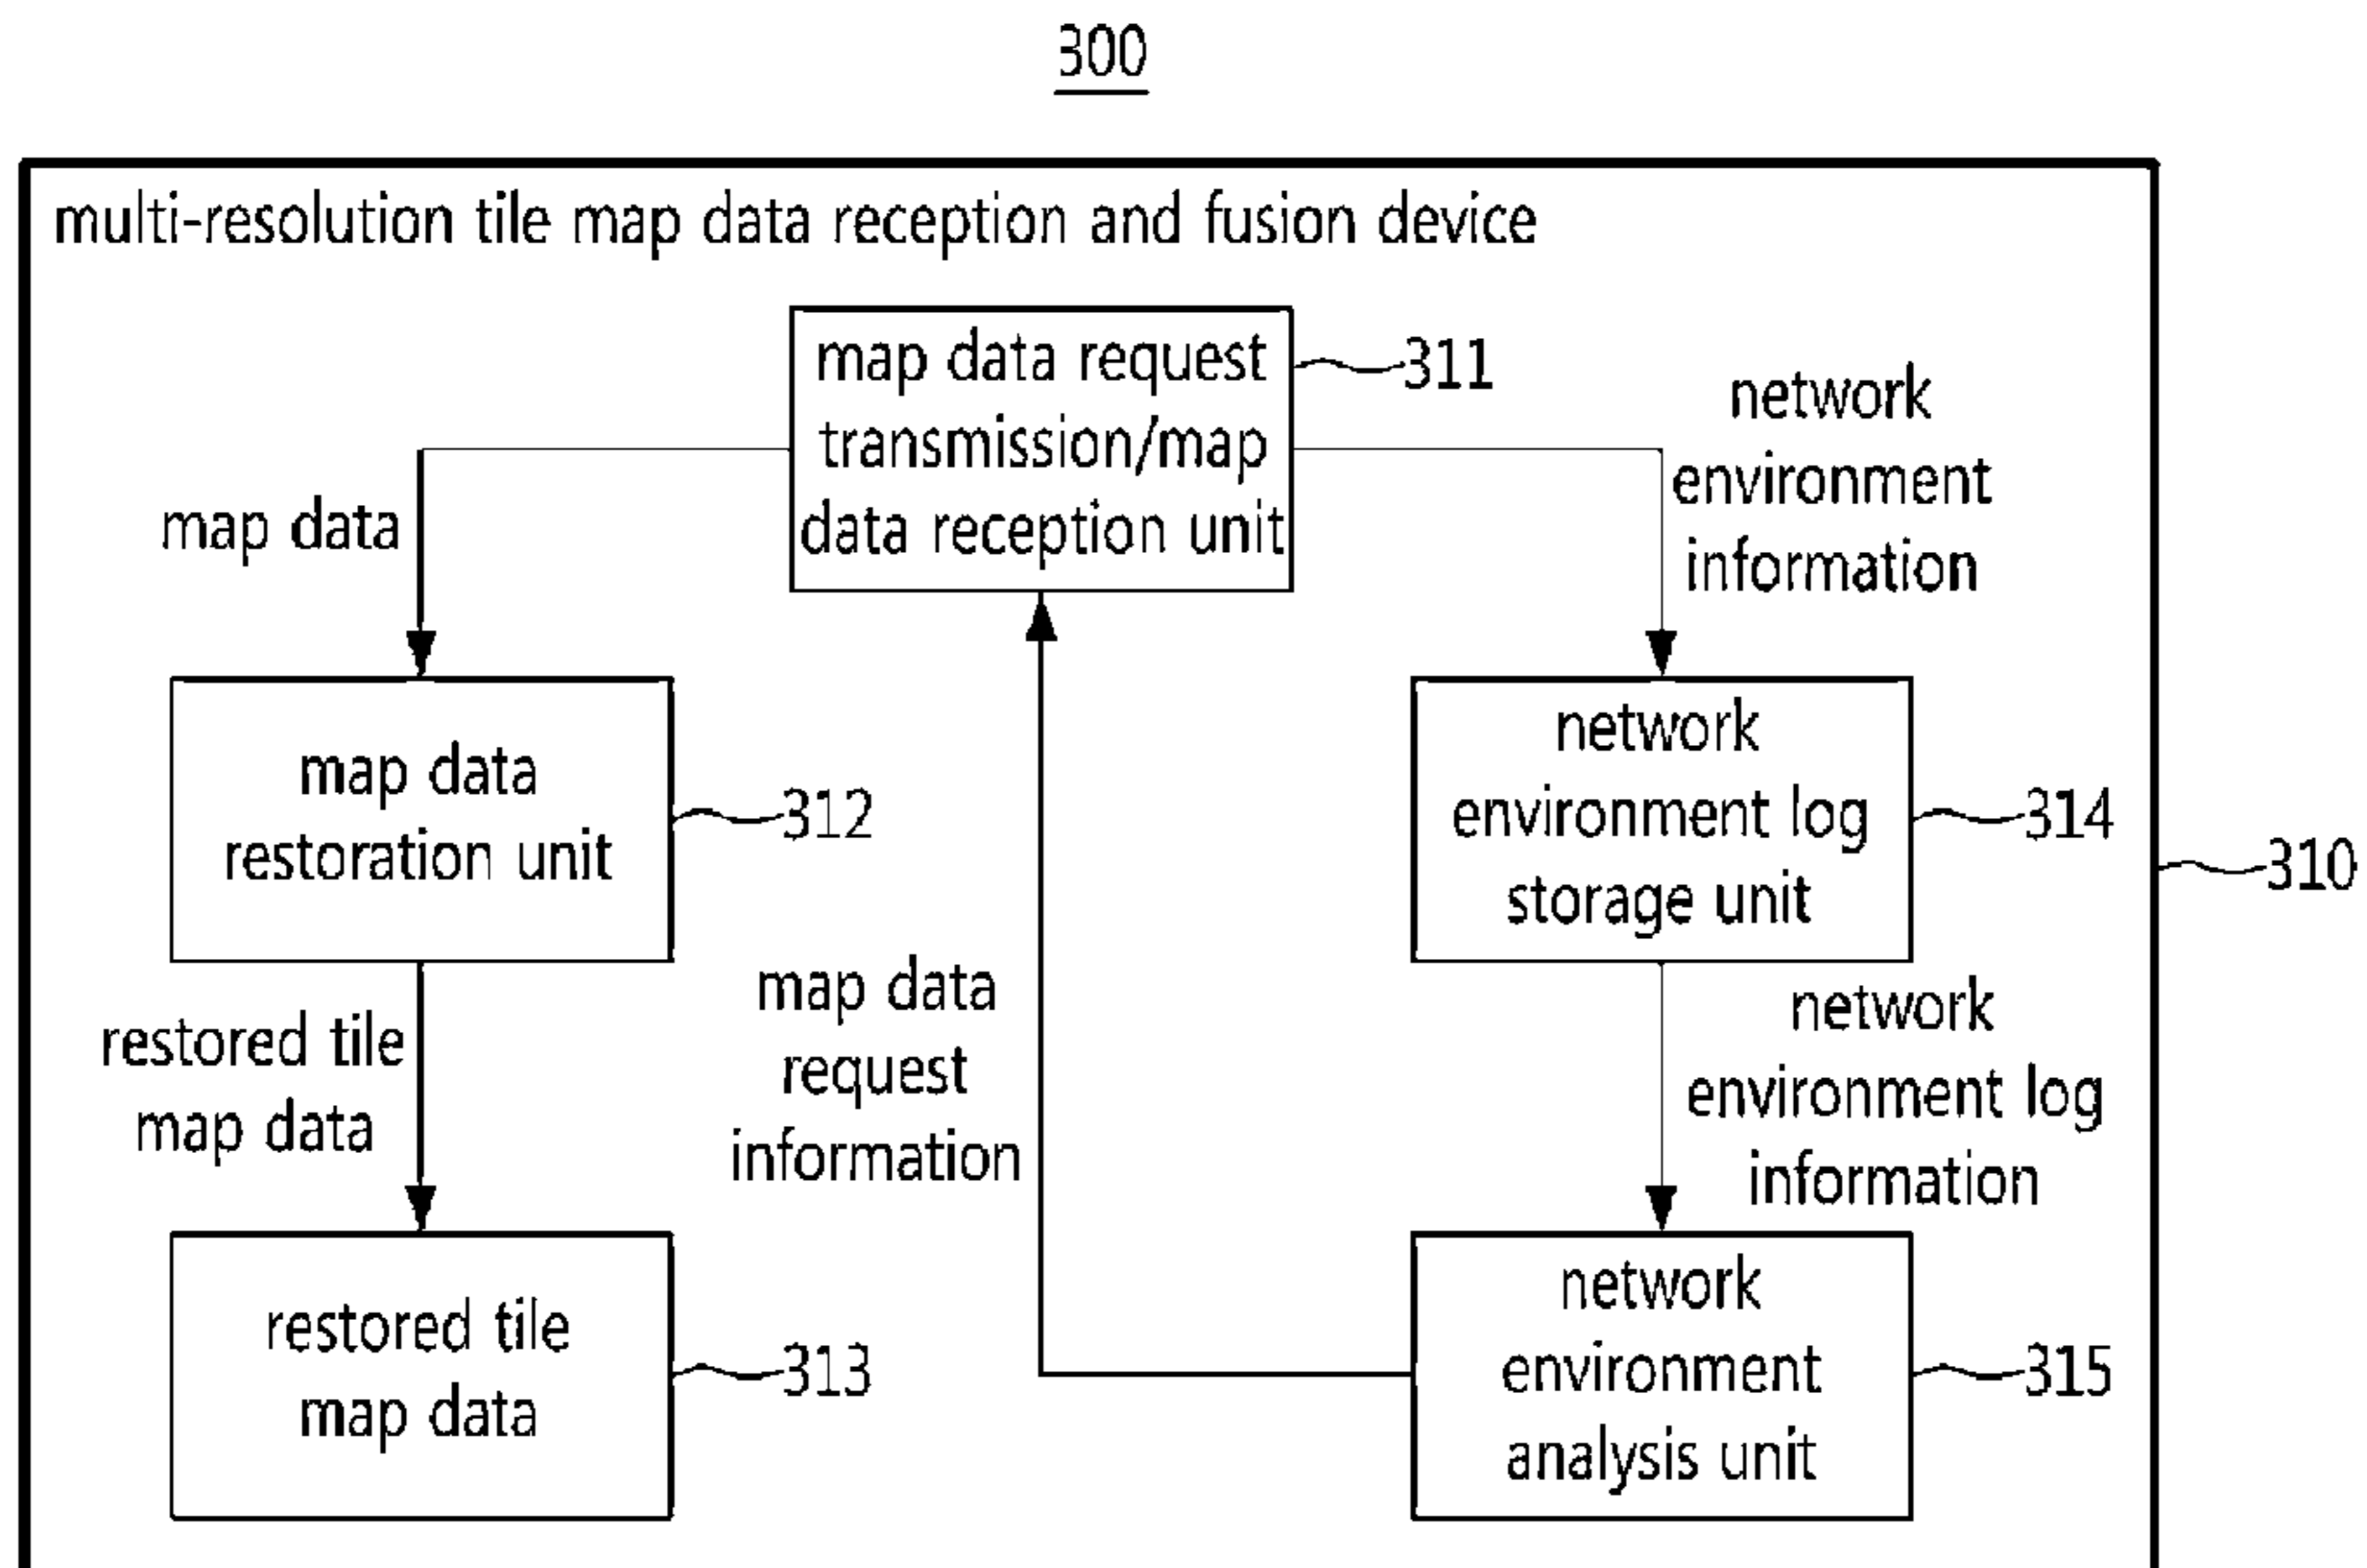 300
multi-resolution tile map data reception and fusion device
map data request
transmission/map
data reception unit
311
network
environment
information
map data
map data
restoration unit
312
network
environment log
storage unit
314
310
restored tile
map data
map data
request
information
network
environment log
information
restored tile
map data
313
network
environment
analysis unit
315